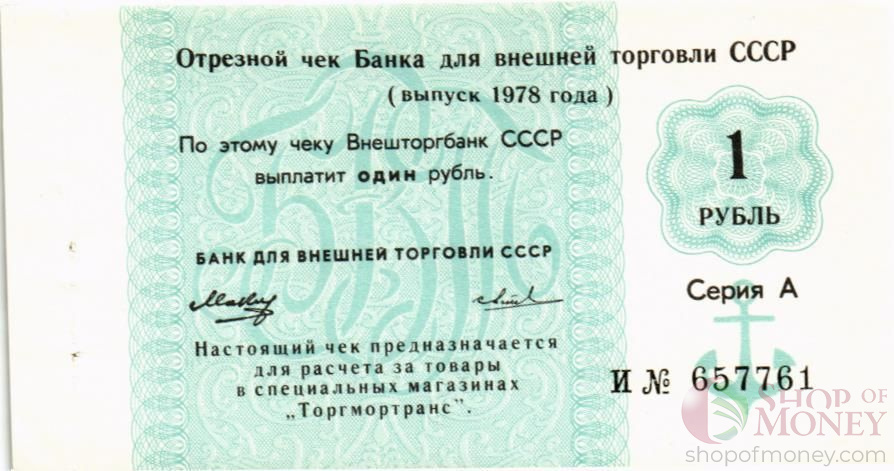 Отрезной чек Банка для внешней торговли СССР
(выпуск 1978 года)
По этому чеку Внешторгбанк СССР
выплатит один рубль.
1
РУБЛЬ
БАНК ДЛЯ ВНЕШНЕЙ ТОРГОВЛИ СССР
Серия А
Настоящий чек предназначается
для расчета за товары
в специальных магазинах
„Торгмортранс".
И № 657761
SHOP OF
MONEY
shopofmoney.com